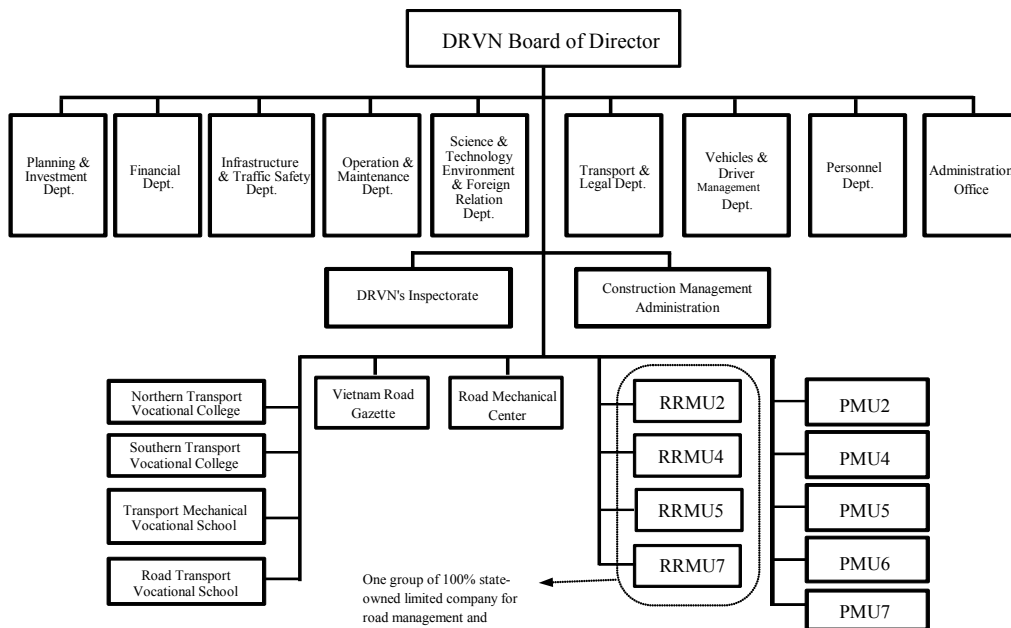 DRVN Board of Director
Planning &
Investment
Dept.
Financial
Dept.
Infrastructure
& Traffic Safety
Dept.
Operation &
Maintenance
Dept.
Science &
Technology
Environment
& Foreign
Relation
Dept.
Transport &
Legal Dept.
Vehicles &
Driver
Management
Dept.
Personnel
Dept.
Administration
Office
DRVN's Inspectorate
Construction Management
Administration
Northern Transport
Vocational College
Southern Transport
Vocational College
Transport Mechanical
Vocational School
Road Transport
Vocational School
Vietnam Road
Gazette
Road Mechanical
Center
RRMU2
RRMU4
RRMU5
RRMU7
PMU2
PMU4
PMU5
PMU6
PMU7
One group of 100% state-
owned limited company for
road management and